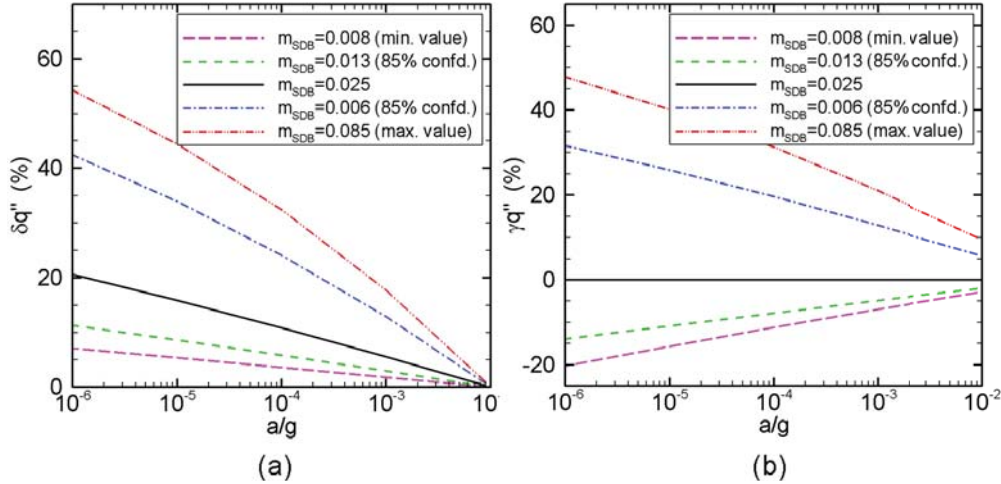 m_SDB=0.008 (min. value)
m_SDB=0.013 (85% confd.)
m_SDB=0.025
m_SDB=0.006 (85% confd.)
m_SDB=0.085 (max. value)
60
40
20
0
δq" (%)
10^-6 10^-5 10^-4 10^-3 10^-
a/g
(a)
m_SDB=0.008 (min. value)
m_SDB=0.013 (85% confd.)
m_SDB=0.025
m_SDB=0.006 (85% confd.)
m_SDB=0.085 (max. value)
60
40
20
0
-20
γq" (%)
10^-6 10^-5 10^-4 10^-3 10^-2
a/g
(b)